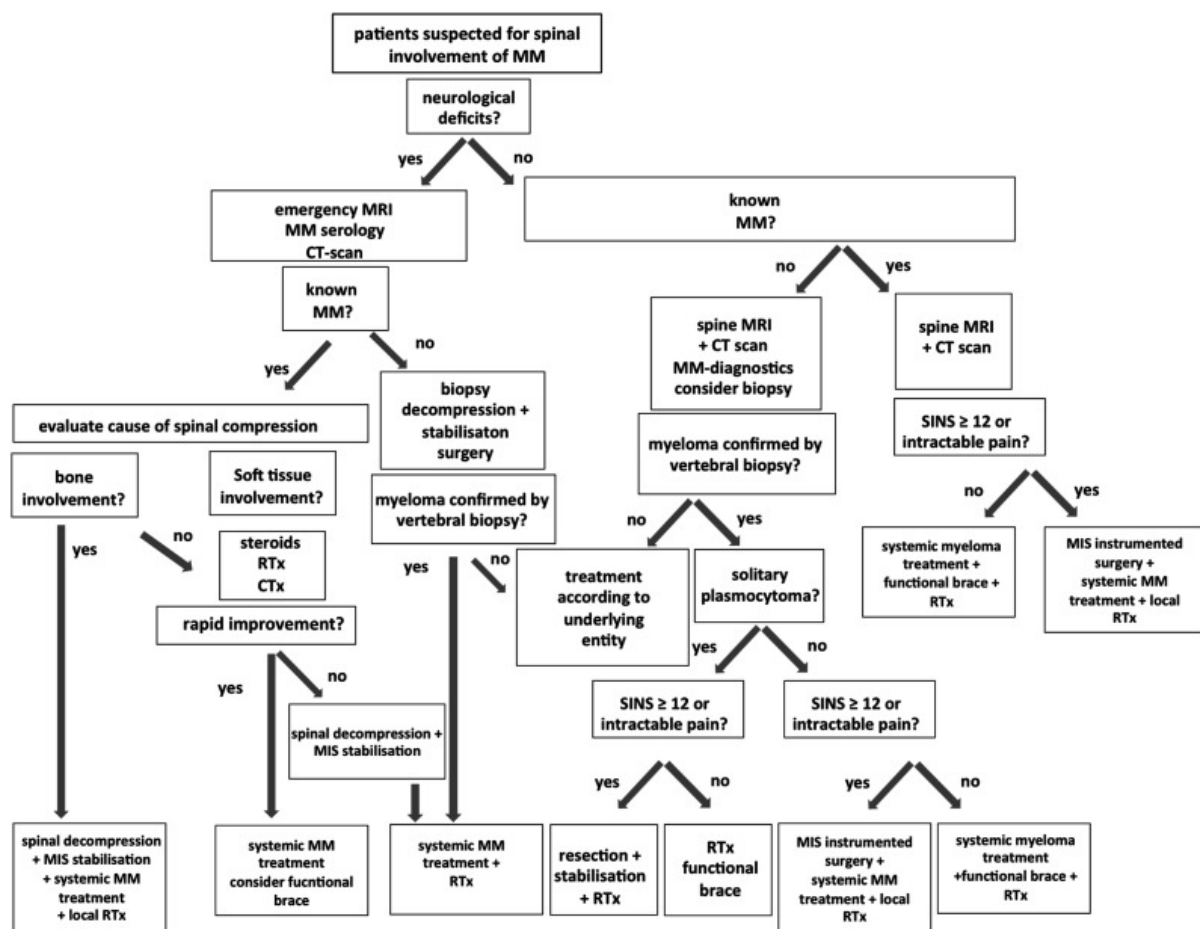 patients suspected for spinal
involvement of MM
neurological
deficits?
yes
no
emergency MRI
MM serology
CT-scan
known
MM?
known
MM?
no
yes
yes
no
spine MRI
+ CT scan
MM-diagnostics
consider biopsy
spine MRI
+ CT scan
evaluate cause of spinal compression
biopsy
decompression +
stabilisaton
surgery
SINS ≥ 12 or
intractable pain?
bone
involvement?
Soft tissue
involvement?
myeloma confirmed by
vertebral biopsy?
myeloma confirmed by
vertebral biopsy?
no
yes
yes
no
steroids
RTx
CTx
yes
no
no
yes
treatment
according to
underlying
entity
solitary
plasmocytoma?
systemic myeloma
treatment +
functional brace +
RTx
MIS instrumented
surgery +
systemic MM
treatment + local
RTx
rapid improvement?
yes
no
yes
no
spinal decompression +
MIS stabilisation
SINS ≥ 12 or
intractable pain?
SINS ≥ 12 or
intractable pain?
yes
no
yes
no
spinal decompression
+ MIS stabilisation
+ systemic MM
treatment
+ local RTx
systemic MM
treatment
consider fucntional
brace
systemic MM
treatment +
RTx
resection +
stabilisation
+ RTx
RTx
functional
brace
MIS instrumented
surgery +
systemic MM
treatment + local
RTx
systemic myeloma
treatment
+functional brace +
RTx